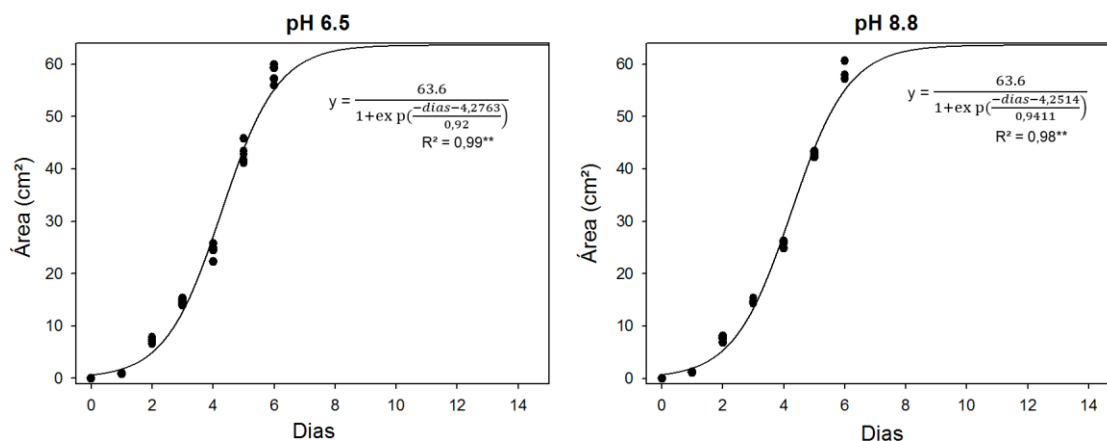 pH 6.5
60
50
40
30
20
10
0
Área (cm²)
y = 63.6 / 1+ex p(−dias−4,2763 / 0,92)
R² = 0,99**
0 2 4 6 8 10 12 14
Dias
pH 8.8
60
50
40
30
20
10
0
Área (cm²)
y = 63.6 / 1+ex p(−dias−4,2514 / 0,9411)
R² = 0,98**
0 2 4 6 8 10 12 14
Dias